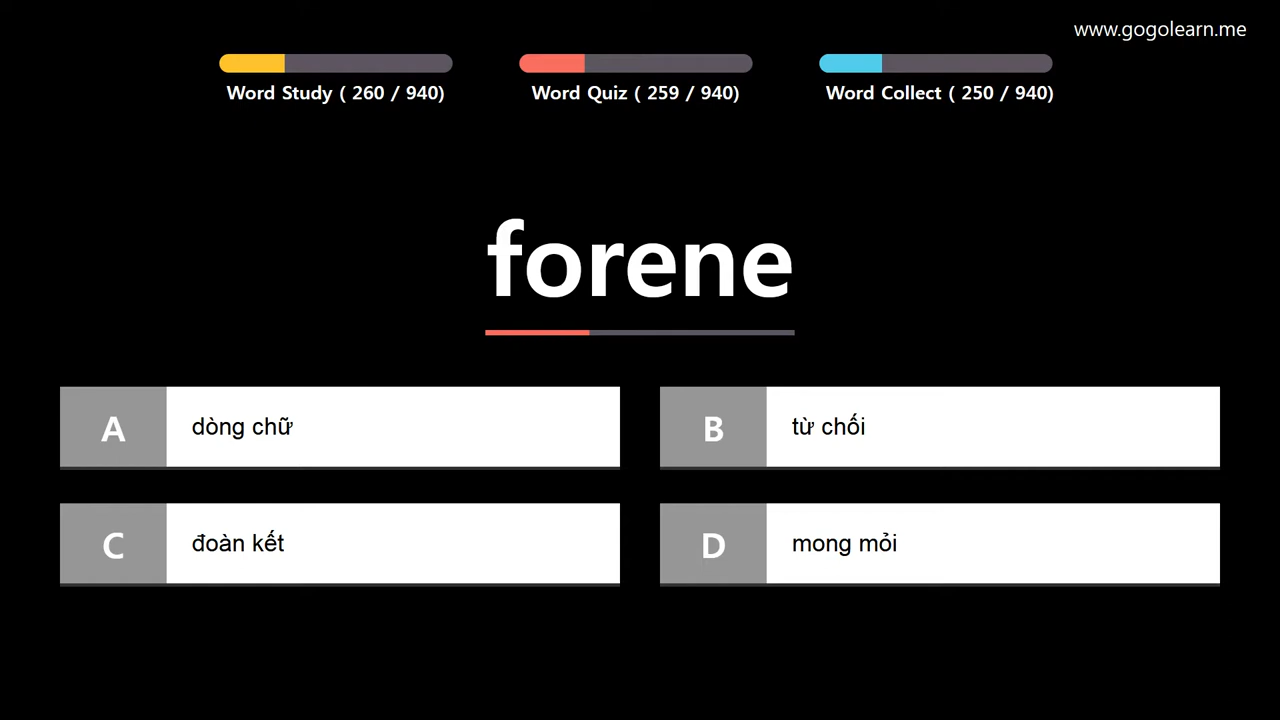 www.gogolearn.me
Word Study ( 260 / 940)
Word Quiz ( 259 / 940)
Word Collect ( 250 / 940)
forene
A dòng chữ
B từ chối
C đoàn kết
D mong mỏi